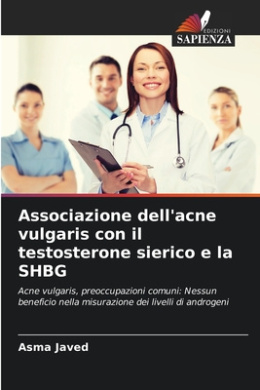 EDIZIONI
SAPIENZA
Associazione dell'acne
vulgaris con il
testosterone sierico e la
SHBG
Acne vulgaris, preoccupazioni comuni: Nessun
beneficio nella misurazione dei livelli di androgeni
Asma Javed